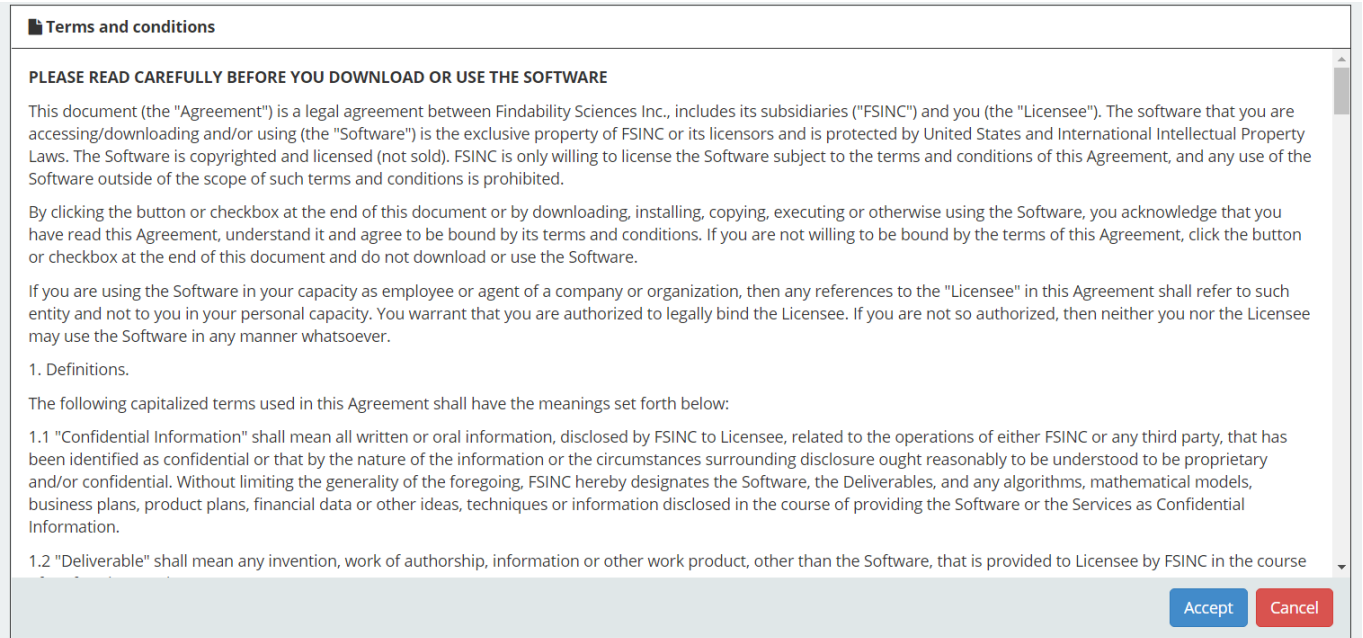 Terms and conditions
PLEASE READ CAREFULLY BEFORE YOU DOWNLOAD OR USE THE SOFTWARE
This document (the "Agreement") is a legal agreement between Findability Sciences Inc., includes its subsidiaries ("FSINC") and you (the "Licensee"). The software that you are
accessing/downloading and/or using (the "Software") is the exclusive property of FSINC or its licensors and is protected by United States and International Intellectual Property
Laws. The Software is copyrighted and licensed (not sold). FSINC is only willing to license the Software subject to the terms and conditions of this Agreement, and any use of the
Software outside of the scope of such terms and conditions is prohibited.
By clicking the button or checkbox at the end of this document or by downloading, installing, copying, executing or otherwise using the Software, you acknowledge that you
have read this Agreement, understand it and agree to be bound by its terms and conditions. If you are not willing to be bound by the terms of this Agreement, click the button
or checkbox at the end of this document and do not download or use the Software.
If you are using the Software in your capacity as employee or agent of a company or organization, then any references to the "Licensee" in this Agreement shall refer to such
entity and not to you in your personal capacity. You warrant that you are authorized to legally bind the Licensee. If you are not so authorized, then neither you nor the Licensee
may use the Software in any manner whatsoever.
1. Definitions.
The following capitalized terms used in this Agreement shall have the meanings set forth below:
1.1 "Confidential Information" shall mean all written or oral information, disclosed by FSINC to Licensee, related to the operations of either FSINC or any third party, that has
been identified as confidential or that by the nature of the information or the circumstances surrounding disclosure ought reasonably to be understood to be proprietary
and/or confidential. Without limiting the generality of the foregoing, FSINC hereby designates the Software, the Deliverables, and any algorithms, mathematical models,
business plans, product plans, financial data or other ideas, techniques or information disclosed in the course of providing the Software or the Services as Confidential
Information.
1.2 "Deliverable" shall mean any invention, work of authorship, information or other work product, other than the Software, that is provided to Licensee by FSINC in the course
Accept
Cancel